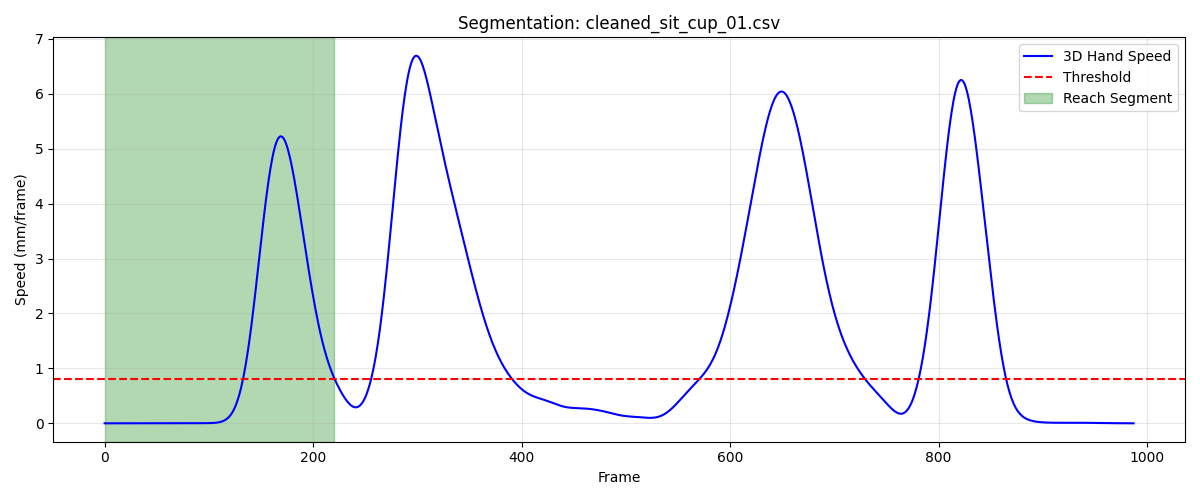 Segmentation: cleaned_sit_cup_01.csv
7
6
5
4
3
2
1
0
Speed (mm/frame)
3D Hand Speed
Threshold
Reach Segment
0 200 400 600 800 1000
Frame